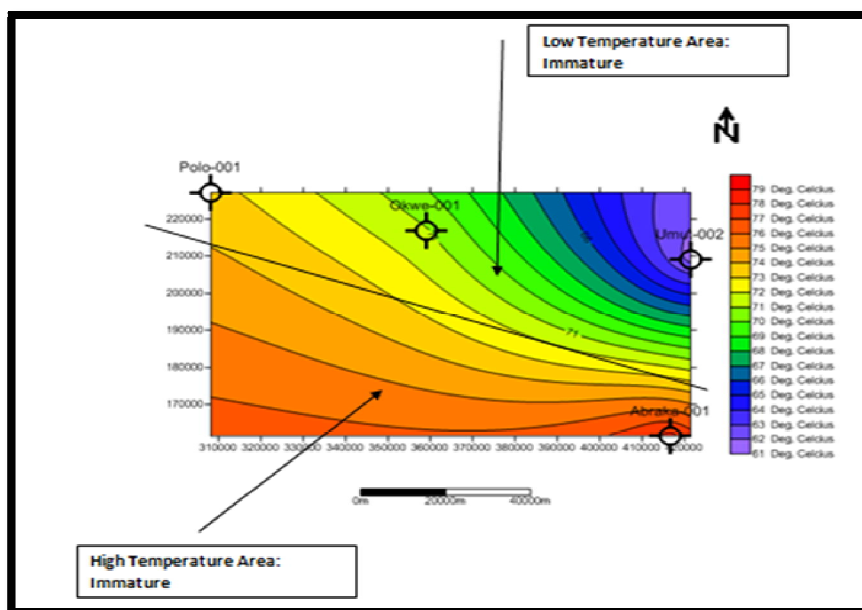 Low Temperature Area:
Immature
N
Polo-001
Okwe-001
Umut-002
Abraka-001
71
220000
210000
200000
190000
180000
170000
310000 320000 330000 340000 350000 360000 370000 380000 390000 400000 410000
79 Deg. Celcius
78 Deg. Celcius
77 Deg. Celcius
76 Deg. Celcius
75 Deg. Celcius
74 Deg. Celcius
73 Deg. Celcius
72 Deg. Celcius
71 Deg. Celcius
70 Deg. Celcius
69 Deg. Celcius
68 Deg. Celcius
67 Deg. Celcius
66 Deg. Celcius
65 Deg. Celcius
64 Deg. Celcius
63 Deg. Celcius
62 Deg. Celcius
61 Deg. Celcius
0m 20000m 40000m
High Temperature Area:
Immature